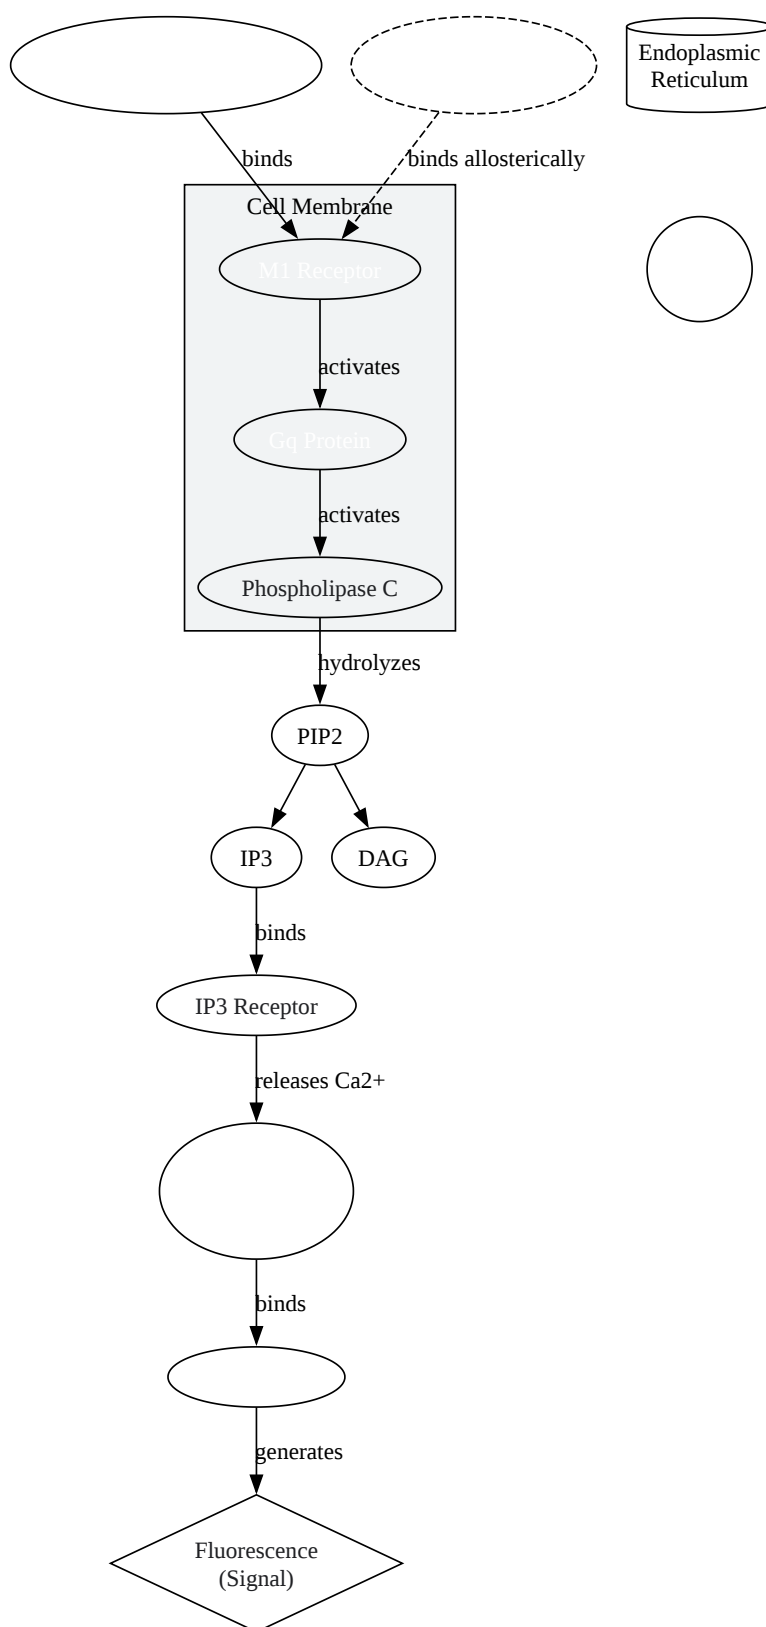 Endoplasmic
Reticulum
binds
binds allosterically
Cell Membrane
M1 Receptor
activates
Gq Protein
activates
Phospholipase C
hydrolyzes
PIP2
IP3
DAG
binds
IP3 Receptor
releases Ca2+
binds
generates
Fluorescence
(Signal)